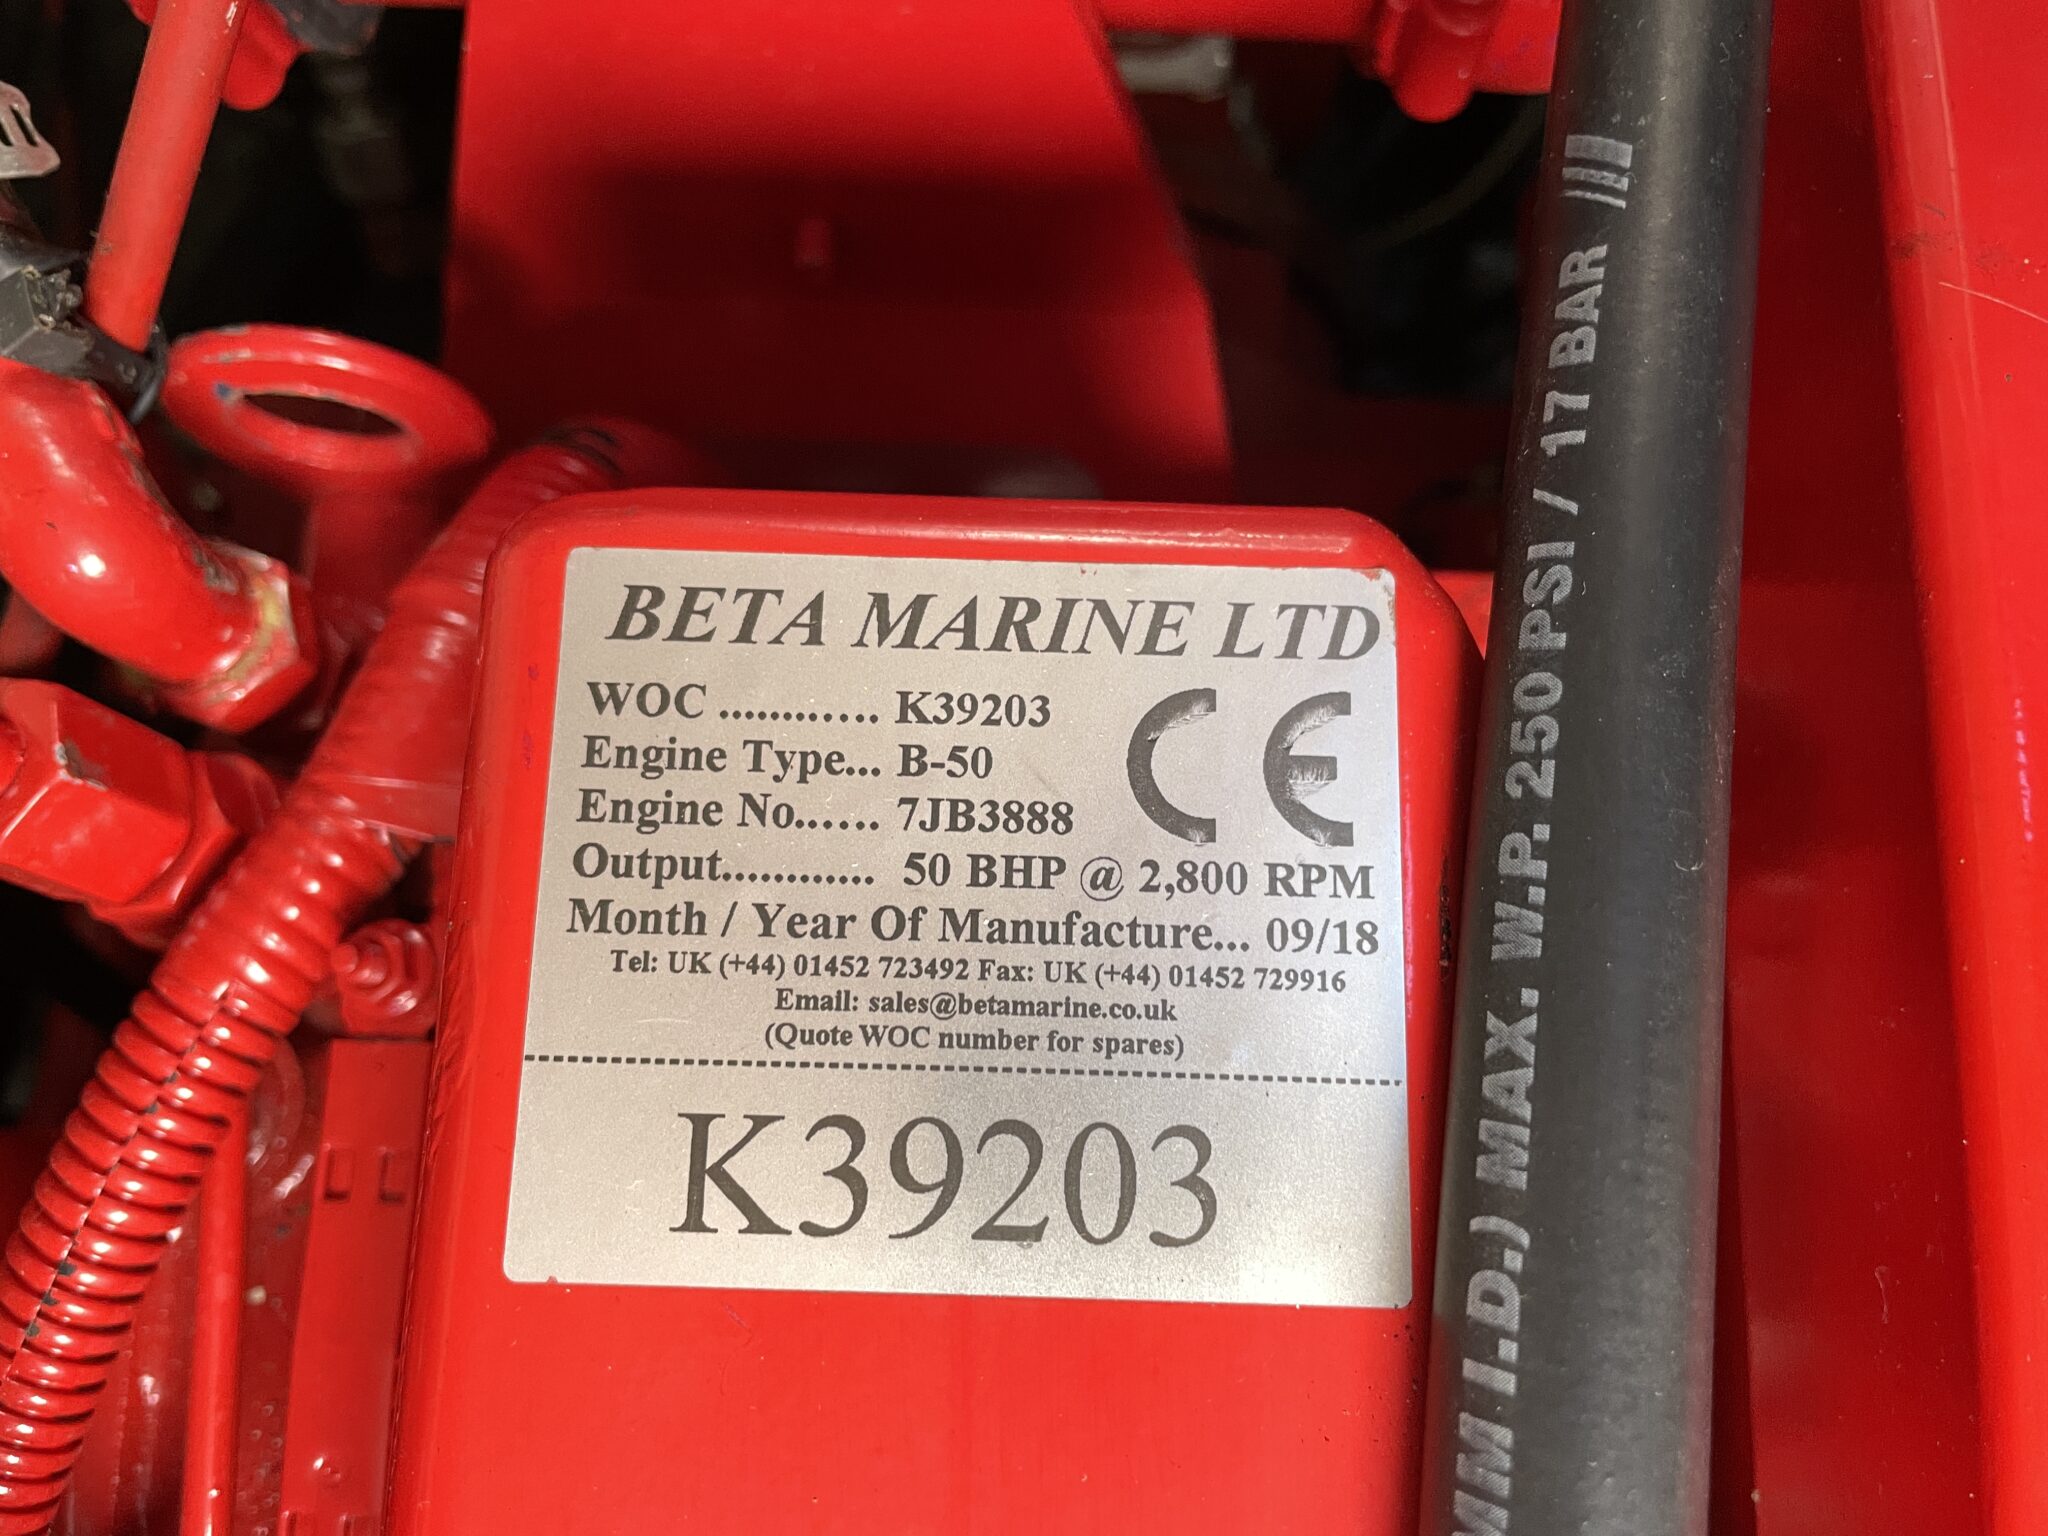 BETA MARINE LTD
WOC ............ K39203
Engine Type... B-50
Engine No...... 7JB3888
Output............ 50 BHP @ 2,800 RPM
Month / Year Of Manufacture... 09/18
Tel: UK (+44) 01452 723492 Fax: UK (+44) 01452 729916
Email: sales@betamarine.co.uk
(Quote WOC number for spares)
K39203
CE
MM I.D.) MAX. W.P. 250 PSI / 17 BAR ///